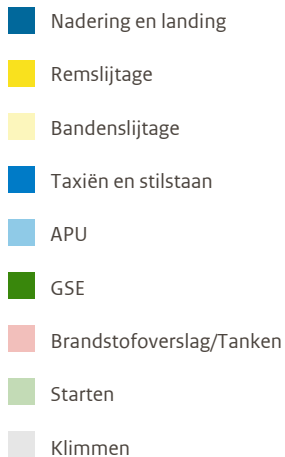 Nadering en landing
Remslijtage
Bandenslijtage
Taxiën en stilstaan
APU
GSE
Brandstofoverslag/Tanken
Starten
Klimmen